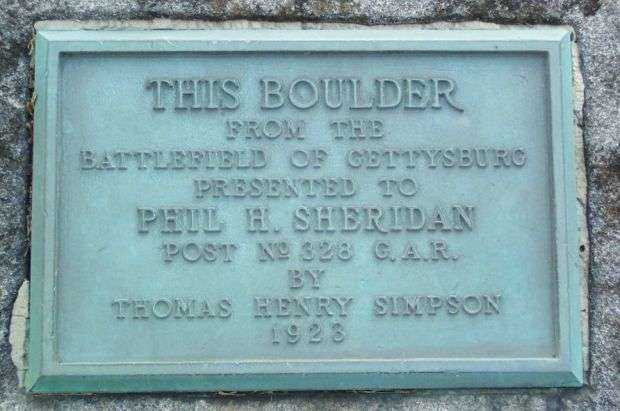 THIS BOULDER
FROM THE
BATTLEFIELD OF GETTYSBURG
PRESENTED TO
PHIL H. SHERIDAN
POST Nº 328 G.A.R.
BY
THOMAS HENRY SIMPSON
1923